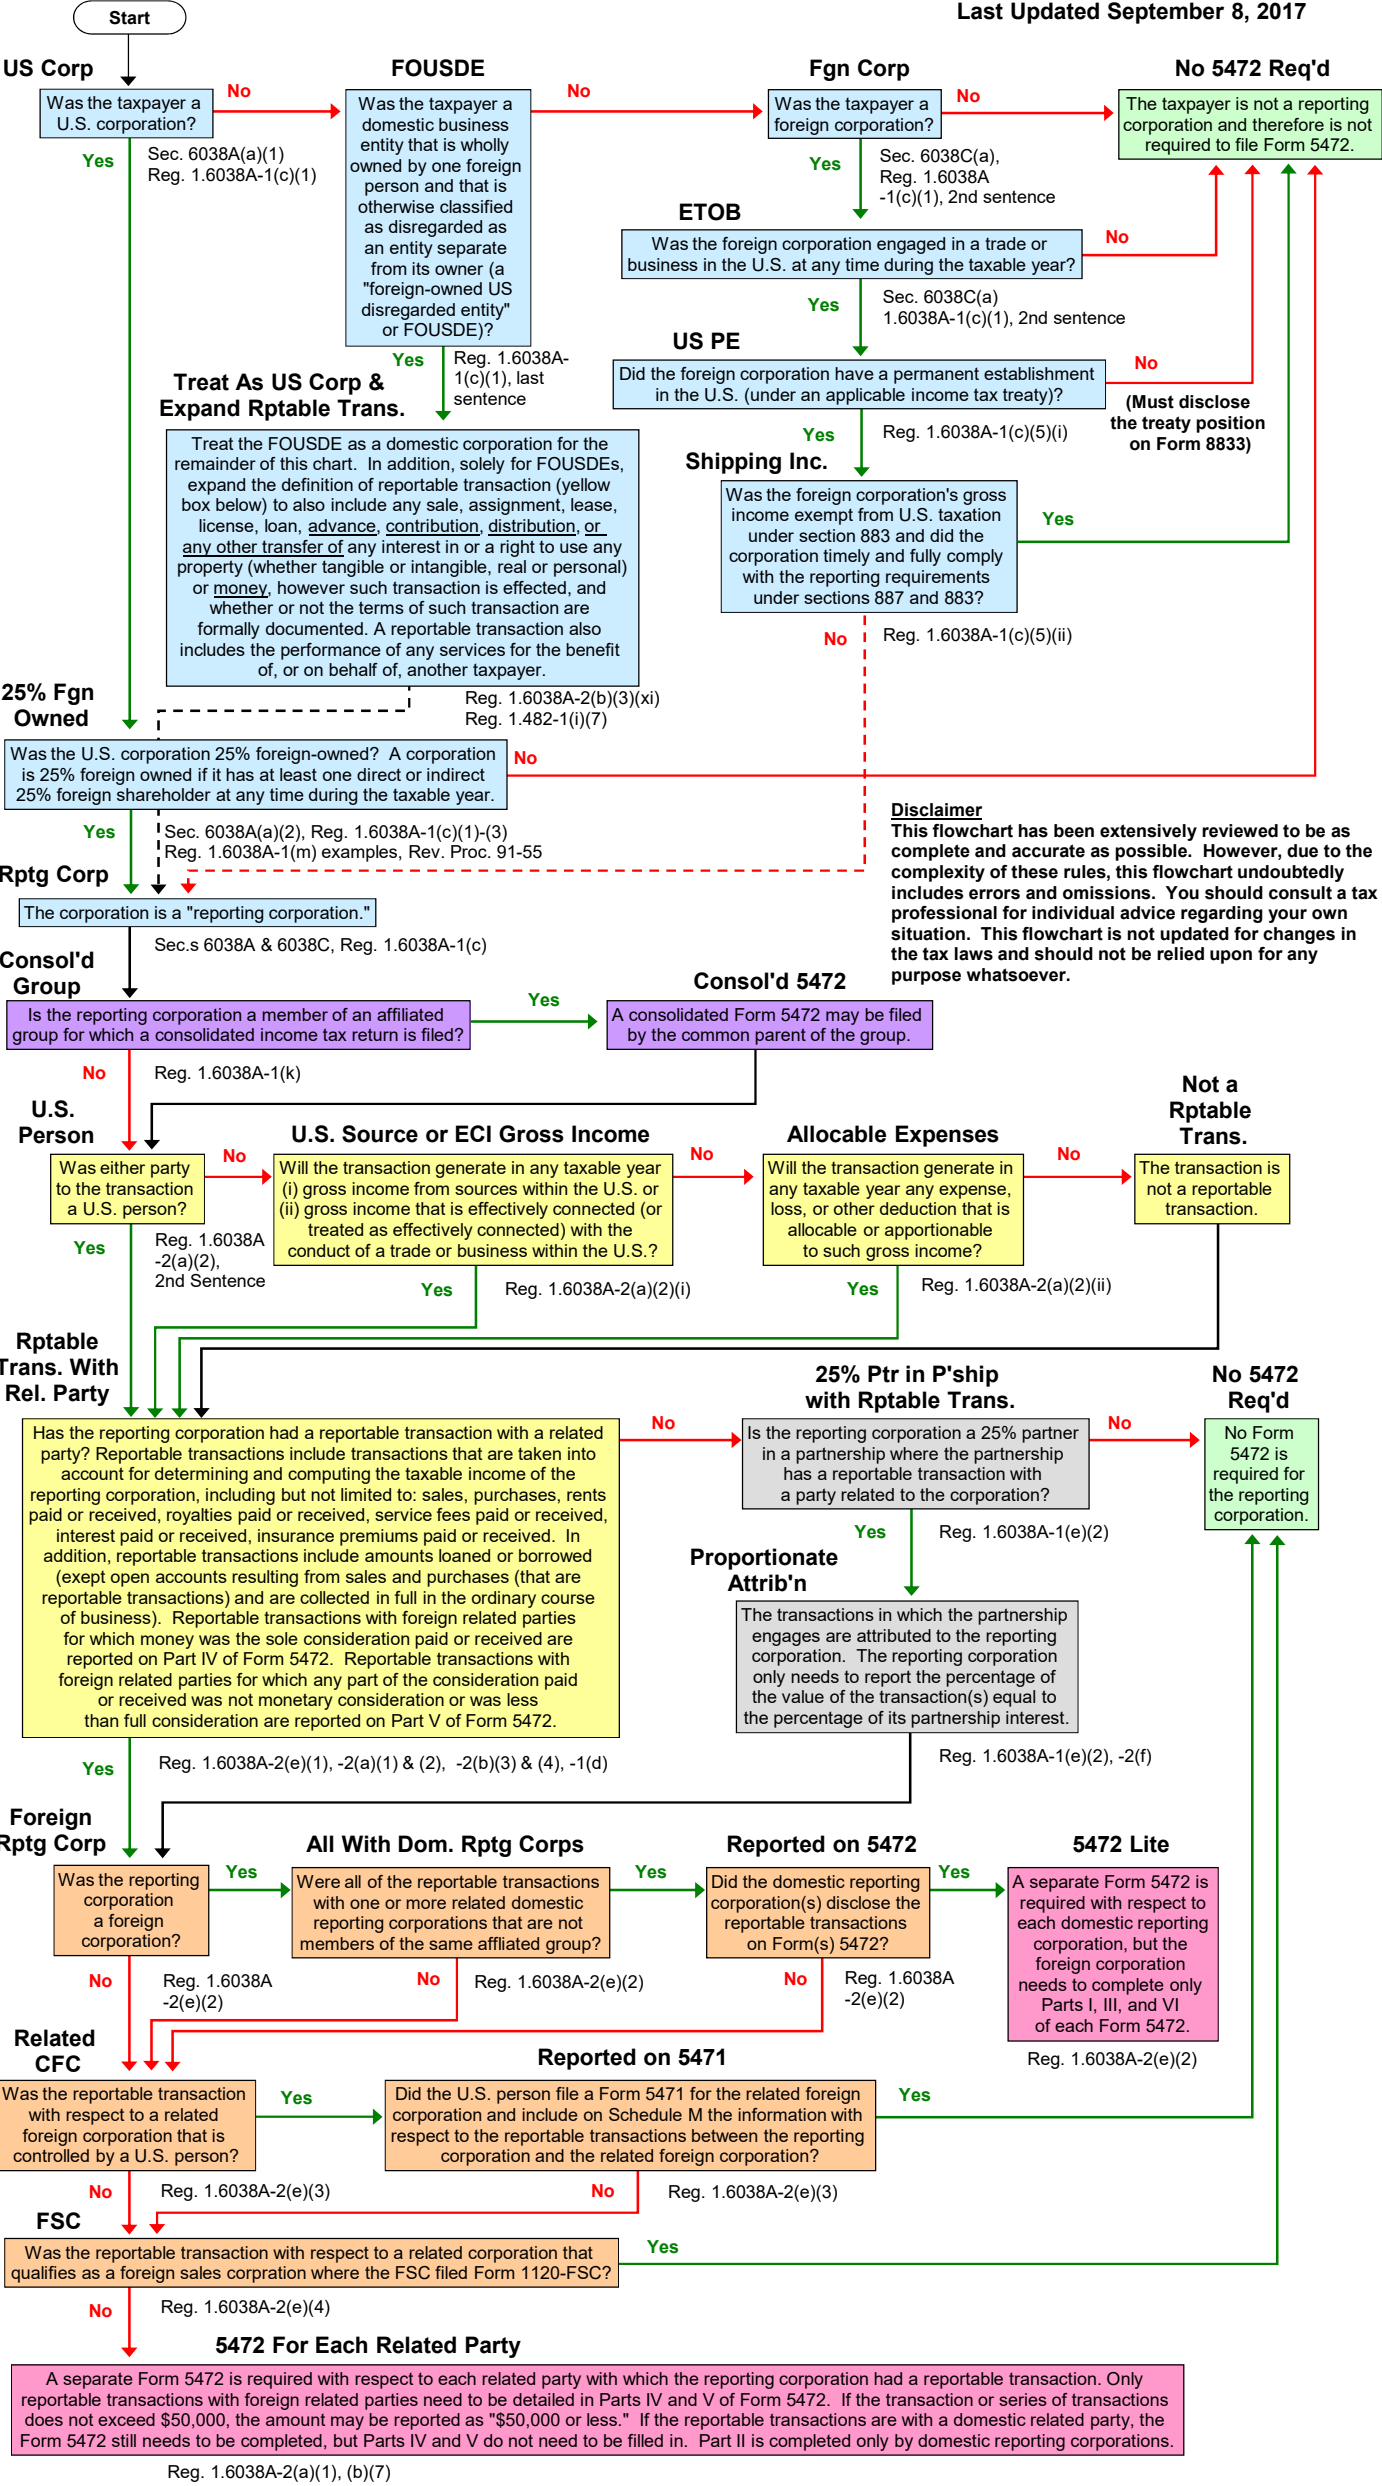 Start
Last Updated September 8, 2017
US Corp
Was the taxpayer a
U.S. corporation?
No
Yes
Sec. 6038A(a)(1)
Reg. 1.6038A-1(c)(1)
FOUSDE
Was the taxpayer a
domestic business
entity that is wholly
owned by one foreign
person and that is
otherwise classified
as disregarded as
an entity separate
from its owner (a
"foreign-owned US
disregarded entity"
or FOUSDE)?
No
Yes
Reg. 1.6038A-
1(c)(1), last
sentence
Fgn Corp
Was the taxpayer a
foreign corporation?
No
Yes
Sec. 6038C(a),
Reg. 1.6038A
-1(c)(1), 2nd sentence
No 5472 Req'd
The taxpayer is not a reporting
corporation and therefore is not
required to file Form 5472.
ETOB
Was the foreign corporation engaged in a trade or
business in the U.S. at any time during the taxable year?
No
Yes
Sec. 6038C(a)
1.6038A-1(c)(1), 2nd sentence
US PE
Did the foreign corporation have a permanent establishment
in the U.S. (under an applicable income tax treaty)?
No
(Must disclose
the treaty position
on Form 8833)
Yes
Reg. 1.6038A-1(c)(5)(i)
Treat As US Corp &
Expand Rptable Trans.
Treat the FOUSDE as a domestic corporation for the
remainder of this chart.  In addition, solely for FOUSDEs,
expand the definition of reportable transaction (yellow
box below) to also include any sale, assignment, lease,
license, loan, advance, contribution, distribution, or
any other transfer of any interest in or a right to use any
property (whether tangible or intangible, real or personal)
or money, however such transaction is effected, and
whether or not the terms of such transaction are
formally documented. A reportable transaction also
includes the performance of any services for the benefit
of, or on behalf of, another taxpayer.
Reg. 1.6038A-2(b)(3)(xi)
Reg. 1.482-1(i)(7)
Shipping Inc.
Was the foreign corporation's gross
income exempt from U.S. taxation
under section 883 and did the
corporation timely and fully comply
with the reporting requirements
under sections 887 and 883?
Yes
No
Reg. 1.6038A-1(c)(5)(ii)
25% Fgn
Owned
Was the U.S. corporation 25% foreign-owned?  A corporation
is 25% foreign owned if it has at least one direct or indirect
25% foreign shareholder at any time during the taxable year.
No
Yes
Sec. 6038A(a)(2), Reg. 1.6038A-1(c)(1)-(3)
Reg. 1.6038A-1(m) examples, Rev. Proc. 91-55
Disclaimer
This flowchart has been extensively reviewed to be as
complete and accurate as possible.  However, due to the
complexity of these rules, this flowchart undoubtedly
includes errors and omissions.  You should consult a tax
professional for individual advice regarding your own
situation.  This flowchart is not updated for changes in
the tax laws and should not be relied upon for any
purpose whatsoever.
Rptg Corp
The corporation is a "reporting corporation."
Sec.s 6038A & 6038C, Reg. 1.6038A-1(c)
Consol'd
Group
Is the reporting corporation a member of an affiliated
group for which a consolidated income tax return is filed?
Yes
No
Reg. 1.6038A-1(k)
Consol'd 5472
A consolidated Form 5472 may be filed
by the common parent of the group.
U.S.
Person
Was either party
to the transaction
a U.S. person?
No
Yes
Reg. 1.6038A
-2(a)(2),
2nd Sentence
U.S. Source or ECI Gross Income
Will the transaction generate in any taxable year
(i) gross income from sources within the U.S. or
(ii) gross income that is effectively connected (or
treated as effectively connected) with the
conduct of a trade or business within the U.S.?
No
Yes
Reg. 1.6038A-2(a)(2)(i)
Allocable Expenses
Will the transaction generate in
any taxable year any expense,
loss, or other deduction that is
allocable or apportionable
to such gross income?
No
Yes
Reg. 1.6038A-2(a)(2)(ii)
Not a
Rptable
Trans.
The transaction is
not a reportable
transaction.
Rptable
Trans. With
Rel. Party
Has the reporting corporation had a reportable transaction with a related
party? Reportable transactions include transactions that are taken into
account for determining and computing the taxable income of the
reporting corporation, including but not limited to: sales, purchases, rents
paid or received, royalties paid or received, service fees paid or received,
interest paid or received, insurance premiums paid or received.  In
addition, reportable transactions include amounts loaned or borrowed
(exept open accounts resulting from sales and purchases (that are
reportable transactions) and are collected in full in the ordinary course
of business).  Reportable transactions with foreign related parties
for which money was the sole consideration paid or received are
reported on Part IV of Form 5472.  Reportable transactions with
foreign related parties for which any part of the consideration paid
or received was not monetary consideration or was less
than full consideration are reported on Part V of Form 5472.
No
Yes
Reg. 1.6038A-2(e)(1), -2(a)(1) & (2),  -2(b)(3) & (4), -1(d)
25% Ptr in P'ship
with Rptable Trans.
Is the reporting corporation a 25% partner
in a partnership where the partnership
has a reportable transaction with
a party related to the corporation?
No
Yes
Reg. 1.6038A-1(e)(2)
No 5472
Req'd
No Form
5472 is
required for
the reporting
corporation.
Proportionate
Attrib'n
The transactions in which the partnership
engages are attributed to the reporting
corporation.  The reporting corporation
only needs to report the percentage of
the value of the transaction(s) equal to
the percentage of its partnership interest.
Reg. 1.6038A-1(e)(2), -2(f)
Foreign
Rptg Corp
Was the reporting
corporation
a foreign
corporation?
Yes
No
Reg. 1.6038A
-2(e)(2)
All With Dom. Rptg Corps
Were all of the reportable transactions
with one or more related domestic
reporting corporations that are not
members of the same affliated group?
Yes
No
Reg. 1.6038A-2(e)(2)
Reported on 5472
Did the domestic reporting
corporation(s) disclose the
reportable transactions
on Form(s) 5472?
Yes
No
Reg. 1.6038A
-2(e)(2)
5472 Lite
A separate Form 5472 is
required with respect to
each domestic reporting
corporation, but the
foreign corporation
needs to complete only
Parts I, III, and VI
of each Form 5472.
Reg. 1.6038A-2(e)(2)
Related
CFC
Was the reportable transaction
with respect to a related
foreign corporation that is
controlled by a U.S. person?
Yes
No
Reg. 1.6038A-2(e)(3)
Reported on 5471
Did the U.S. person file a Form 5471 for the related foreign
corporation and include on Schedule M the information with
respect to the reportable transactions between the reporting
corporation and the related foreign corporation?
Yes
No
Reg. 1.6038A-2(e)(3)
FSC
Was the reportable transaction with respect to a related corporation that
qualifies as a foreign sales corpration where the FSC filed Form 1120-FSC?
Yes
No
Reg. 1.6038A-2(e)(4)
5472 For Each Related Party
A separate Form 5472 is required with respect to each related party with which the reporting corporation had a reportable transaction. Only
reportable transactions with foreign related parties need to be detailed in Parts IV and V of Form 5472.  If the transaction or series of transactions
does not exceed $50,000, the amount may be reported as "$50,000 or less."  If the reportable transactions are with a domestic related party, the
Form 5472 still needs to be completed, but Parts IV and V do not need to be filled in.  Part II is completed only by domestic reporting corporations.
Reg. 1.6038A-2(a)(1), (b)(7)